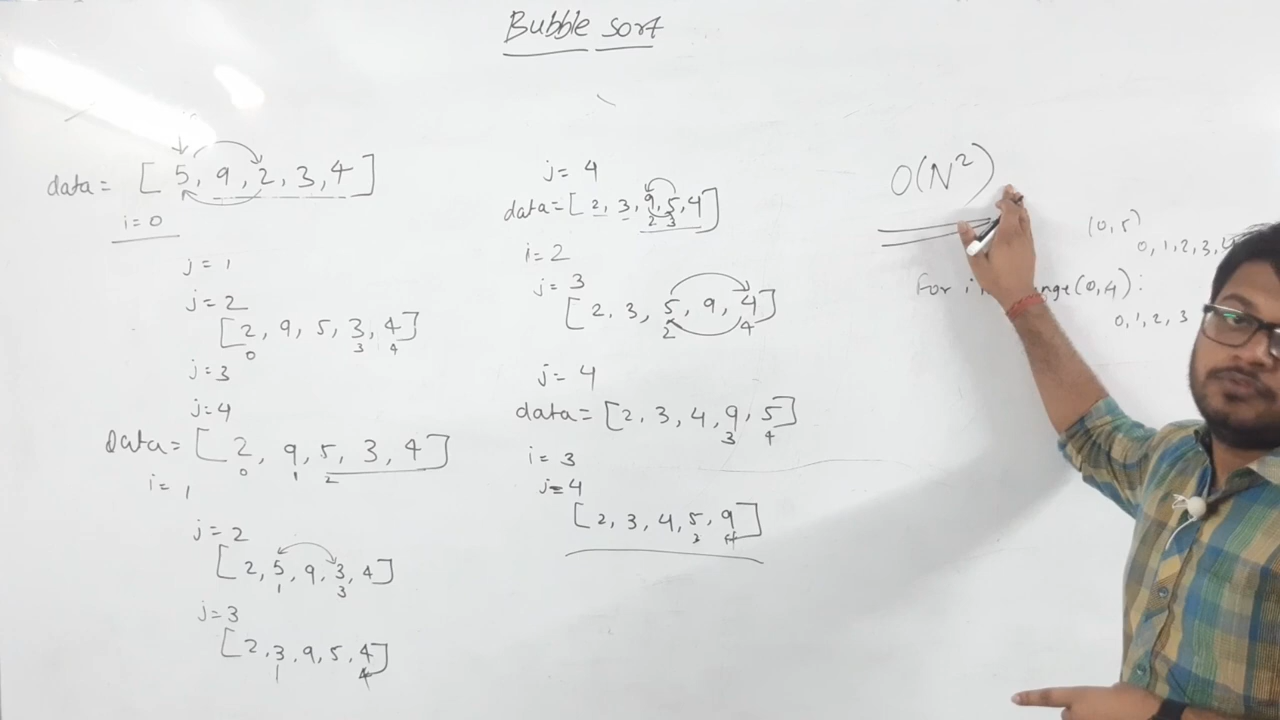 Bubble sort
data = [ 5, 9, 2, 3, 4 ]
i = 0
j = 1
j = 2
[ 2, 9, 5, 3, 4 ]
0 3 4
j = 3
j = 4
Data = [ 2, 9, 5, 3, 4 ]
0 1 2
i = 1
j = 2
[ 2, 5, 9, 3, 4 ]
1 3
j = 3
[ 2, 3, 9, 5, 4 ]
1 4
j = 4
data = [ 2, 3, 9, 5, 4 ]
2 3
i = 2
j = 3
[ 2, 3, 5, 9, 4 ]
2 4
j = 4
data = [ 2, 3, 4, 9, 5 ]
3 4
i = 3
j = 4
[ 2, 3, 4, 5, 9 ]
3 4
O(N²)
(0, 5)
0, 1, 2, 3, 4
For i (0, 4) :
0, 1, 2, 3